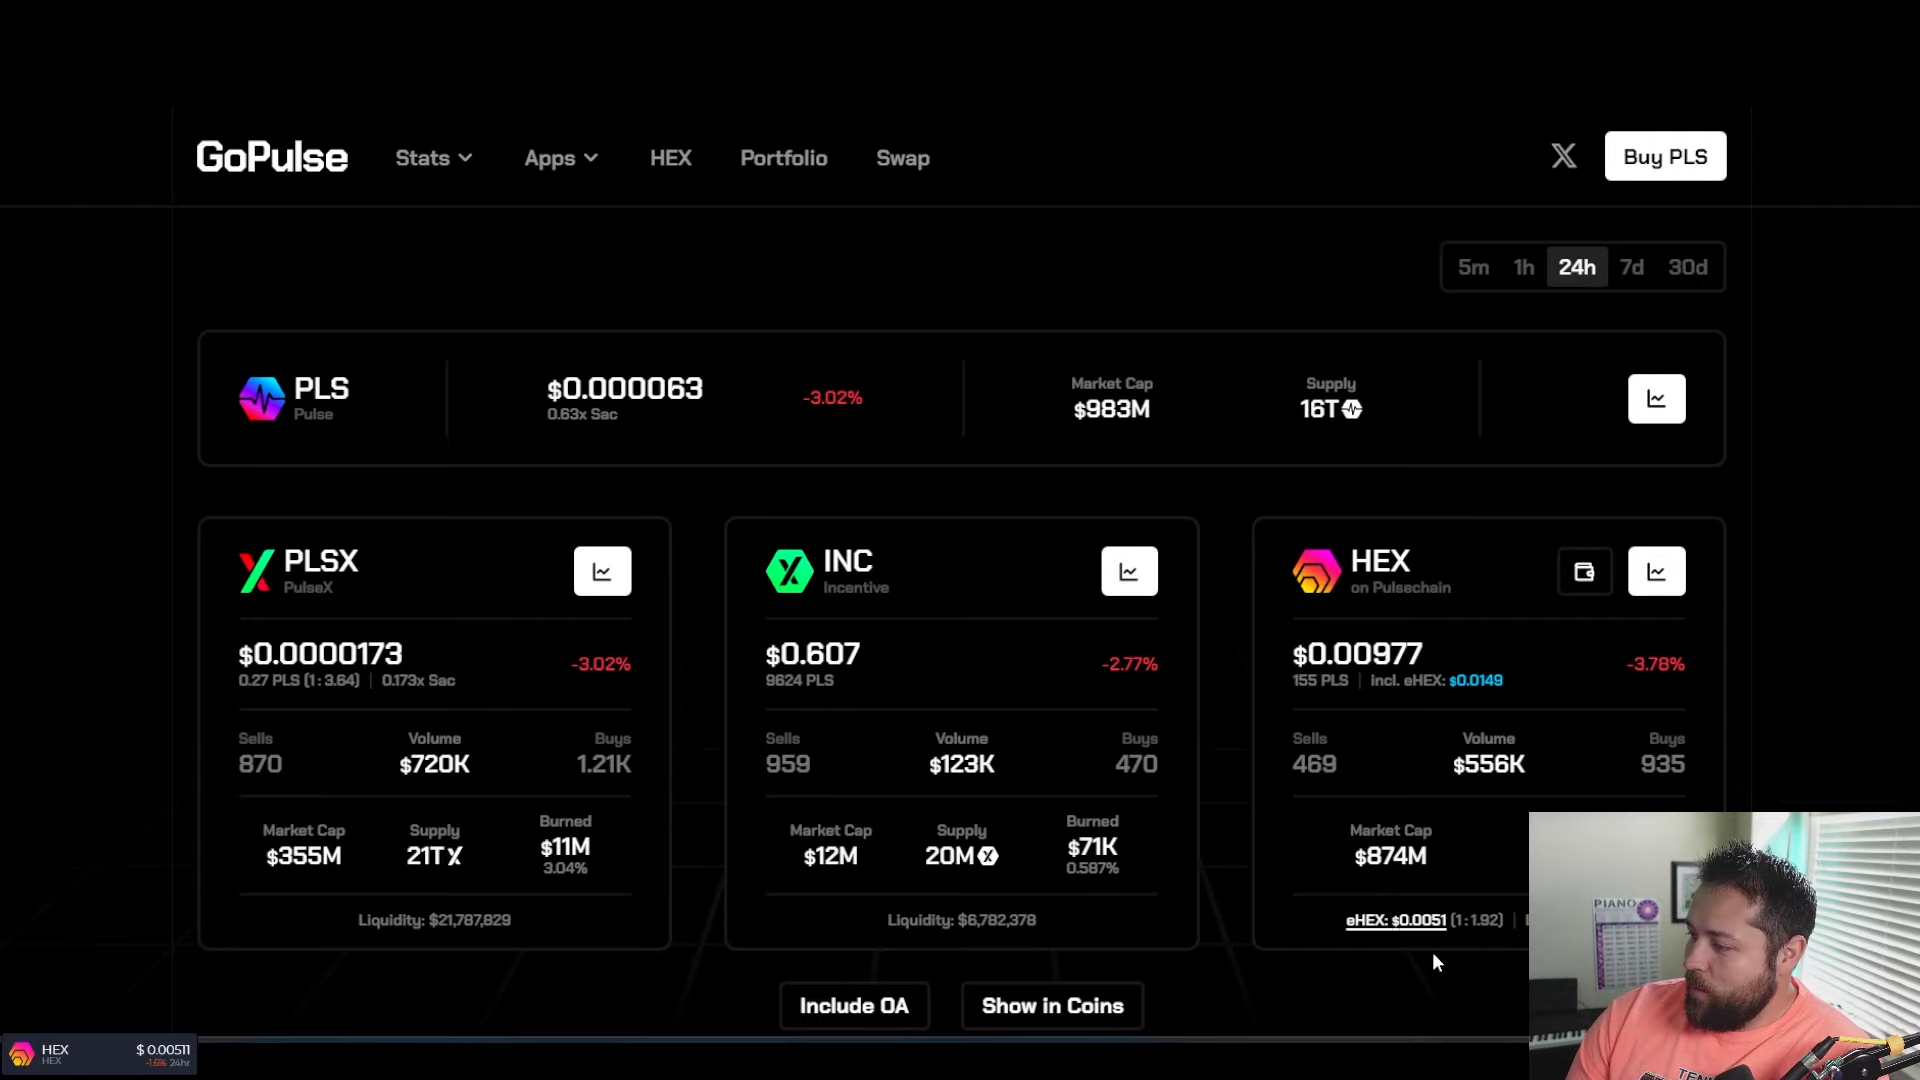 GoPulse Stats Apps HEX Portfolio Swap Buy PLS
5m 1h 24h 7d 30d
PLS
Pulse
$0.000063
0.63x Sac
-3.02%
Market Cap
$983M
Supply
16T
PLSX
PulseX
$0.0000173
-3.02%
0.27 PLS (1:3.64) | 0.173x Sac
Sells Volume Buys
870 $720K 1.21K
Market Cap Supply Burned
$355M 21T $11M
3.04%
Liquidity: $21,787,829
INC
Incentive
$0.607
-2.77%
9624 PLS
Sells Volume Buys
959 $123K 470
Market Cap Supply Burned
$12M 20M $71K
0.587%
Liquidity: $6,782,378
HEX
on Pulsechain
$0.00977
-3.78%
155 PLS | incl. eHEX: $0.0149
Sells Volume Buys
469 $556K 935
Market Cap
$874M
eHEX: $0.0051 (1:1.92) |
Include OA Show in Coins
HEX $ 0.00511
HEX -1.6% 24hr
PIANO
TENN